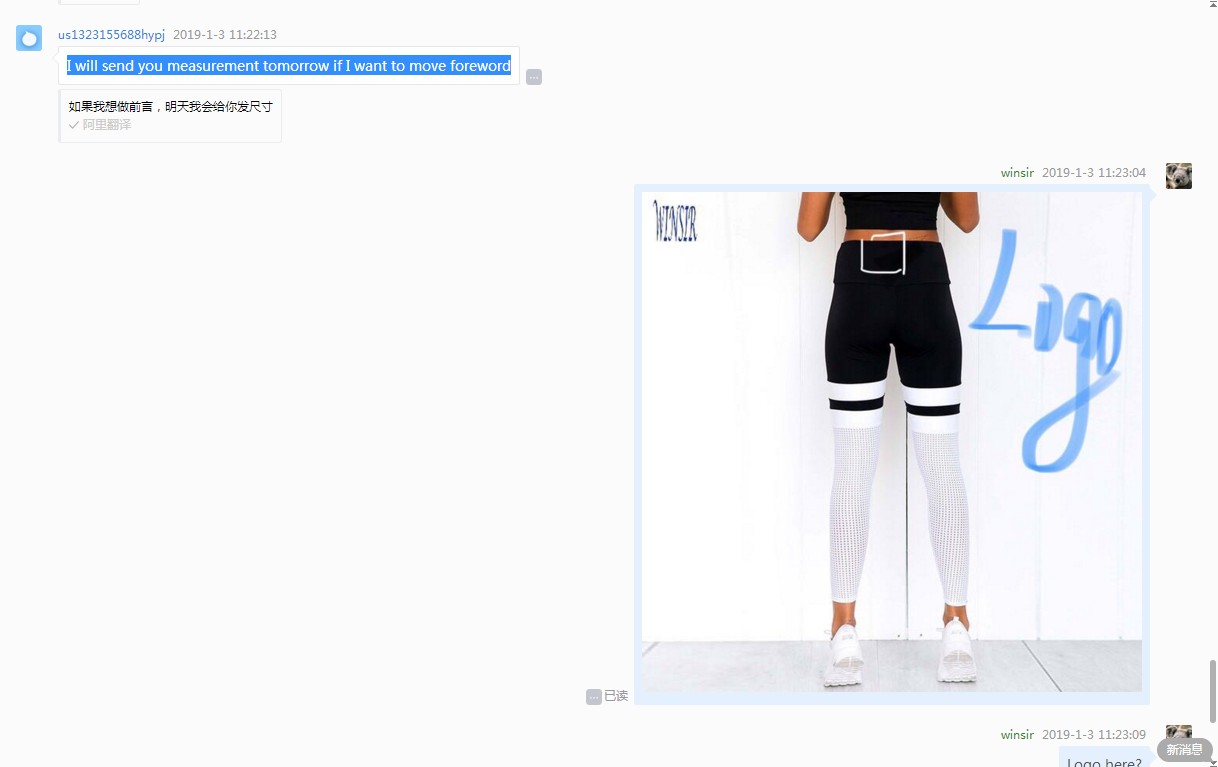 us1323155688hypj 2019-1-3 11:22:13
I will send you measurement tomorrow if I want to move foreword
如果我想做前言，明天我会给你发尺寸
阿里翻译
winsir 2019-1-3 11:23:04
WINSIR
Logo
已读
winsir 2019-1-3 11:23:09
新消息
Logo here?